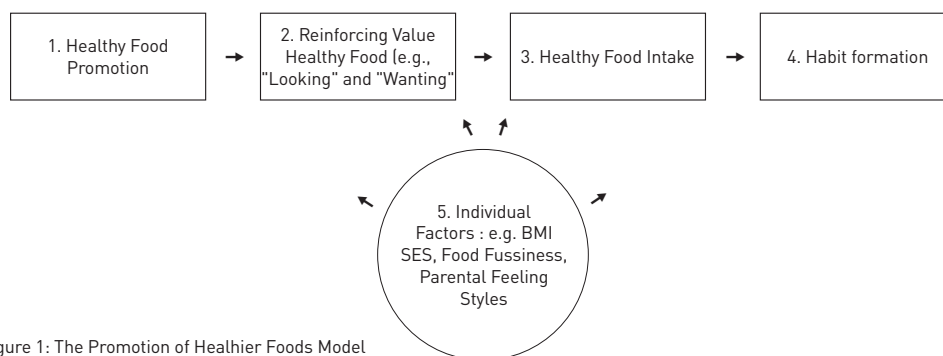 1. Healthy Food
Promotion
2. Reinforcing Value
Healthy Food (e.g.,
"Looking" and "Wanting"
3. Healthy Food Intake
4. Habit formation
5. Individual
Factors : e.g. BMI
SES, Food Fussiness,
Parental Feeling
Styles
gure 1: The Promotion of Healhier Foods Model